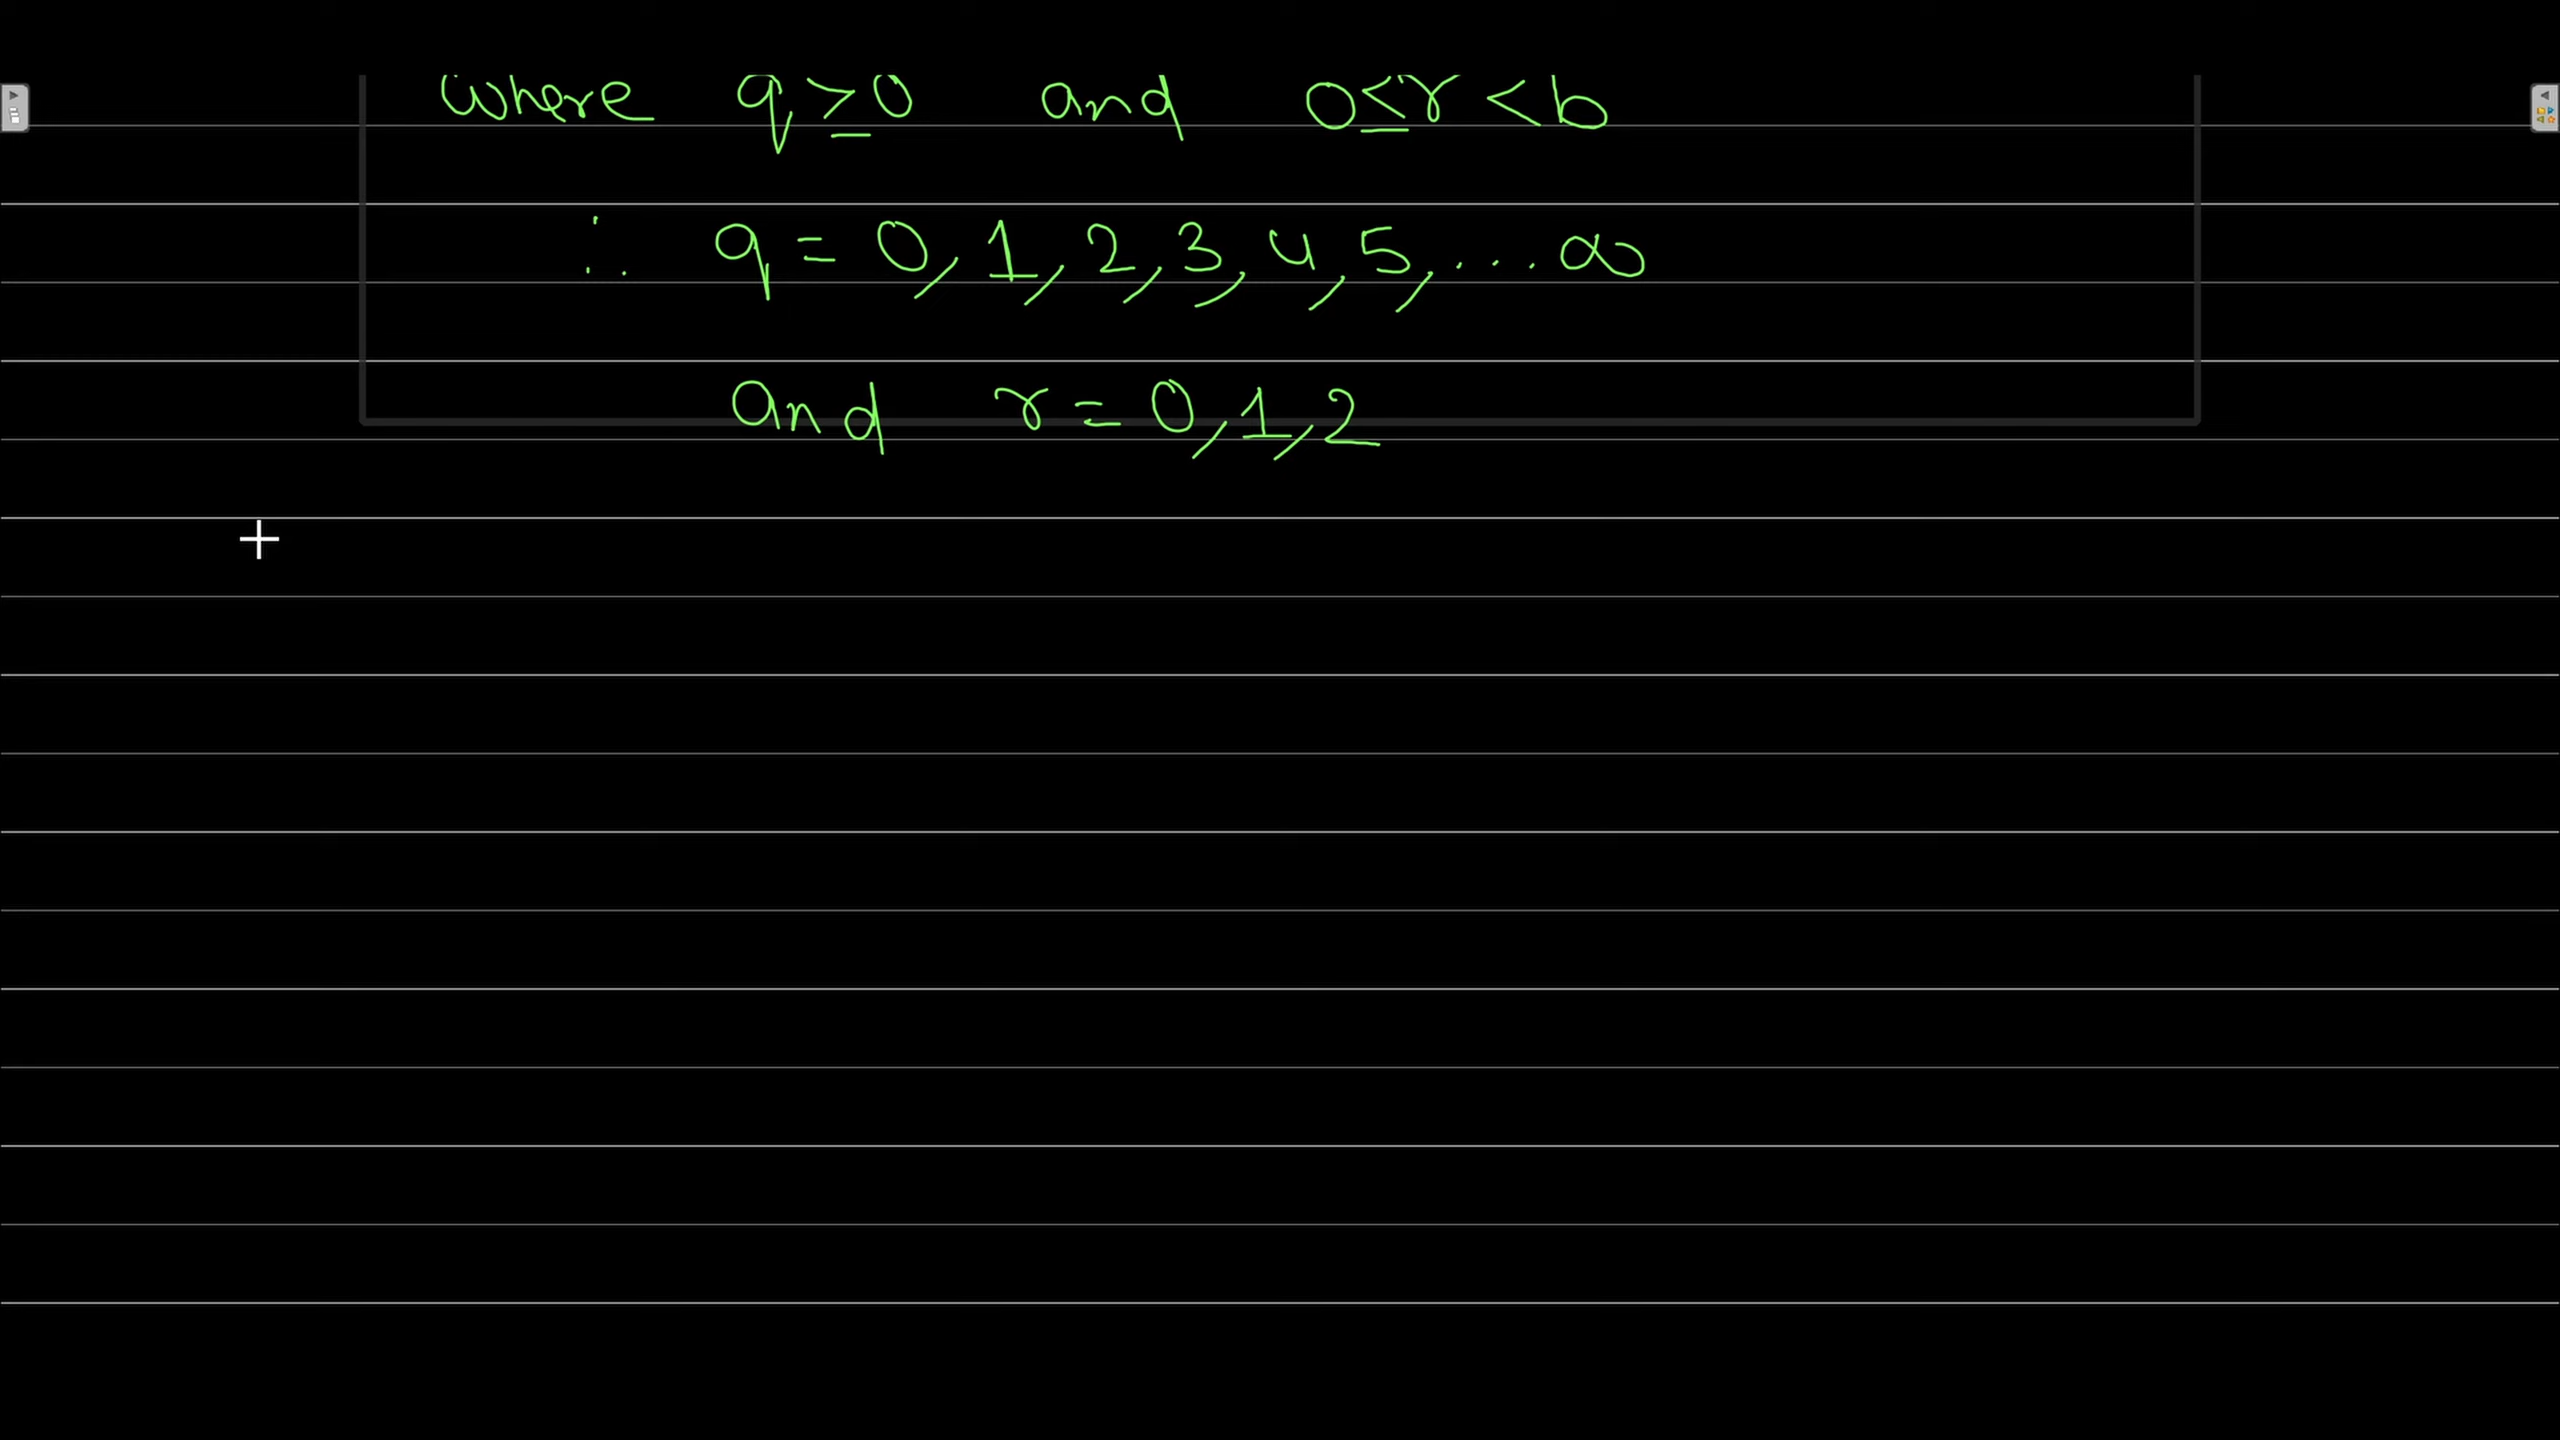 where q ≥ 0 and 0 ≤ r < b
∴ q = 0, 1, 2, 3, 4, 5, ... ∞
and r = 0, 1, 2